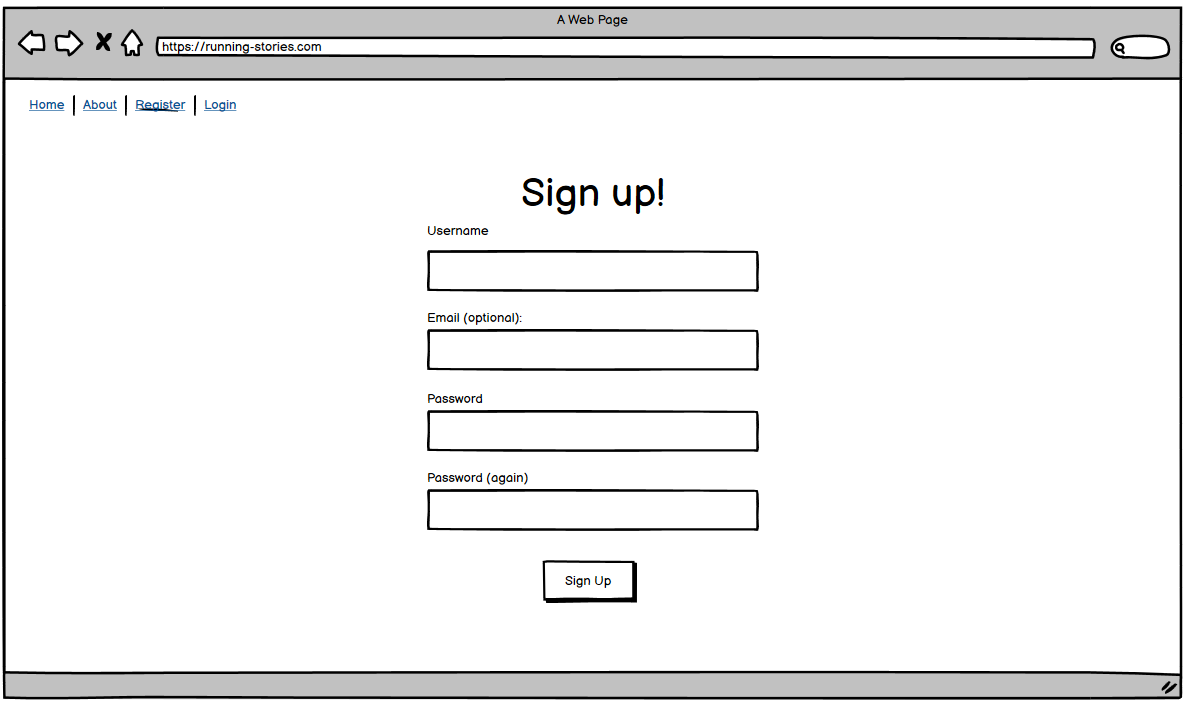 A Web Page
https://running-stories.com
Home About Register Login
Sign up!
Username
Email (optional):
Password
Password (again)
Sign Up